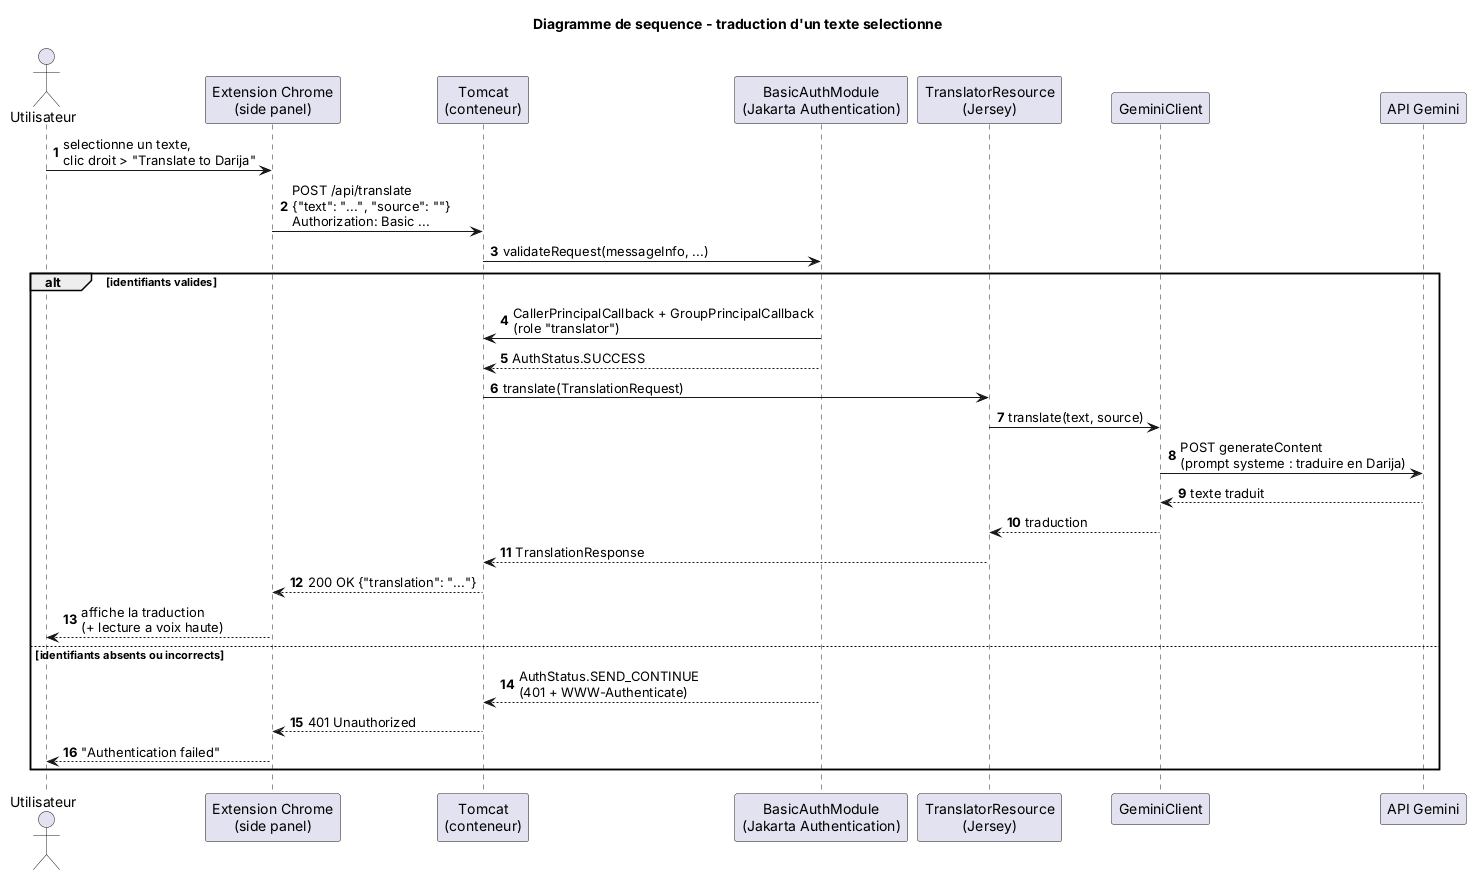 Diagramme de sequence - traduction d'un texte selectionne
Utilisateur
Extension Chrome
(side panel)
Tomcat
(conteneur)
BasicAuthModule
(Jakarta Authentication)
TranslatorResource
(Jersey)
GeminiClient
API Gemini
1 selectionne un texte,
clic droit > "Translate to Darija"
2 POST /api/translate
{"text": "...", "source": ""}
Authorization: Basic ...
3 validateRequest(messageInfo, ...)
alt [identifiants valides]
4 CallerPrincipalCallback + GroupPrincipalCallback
(role "translator")
5 AuthStatus.SUCCESS
6 translate(TranslationRequest)
7 translate(text, source)
8 POST generateContent
(prompt systeme : traduire en Darija)
9 texte traduit
10 traduction
11 TranslationResponse
12 200 OK {"translation": "..."}
13 affiche la traduction
(+ lecture a voix haute)
[identifiants absents ou incorrects]
14 AuthStatus.SEND_CONTINUE
(401 + WWW-Authenticate)
15 401 Unauthorized
16 "Authentication failed"
Utilisateur
Extension Chrome
(side panel)
Tomcat
(conteneur)
BasicAuthModule
(Jakarta Authentication)
TranslatorResource
(Jersey)
GeminiClient
API Gemini